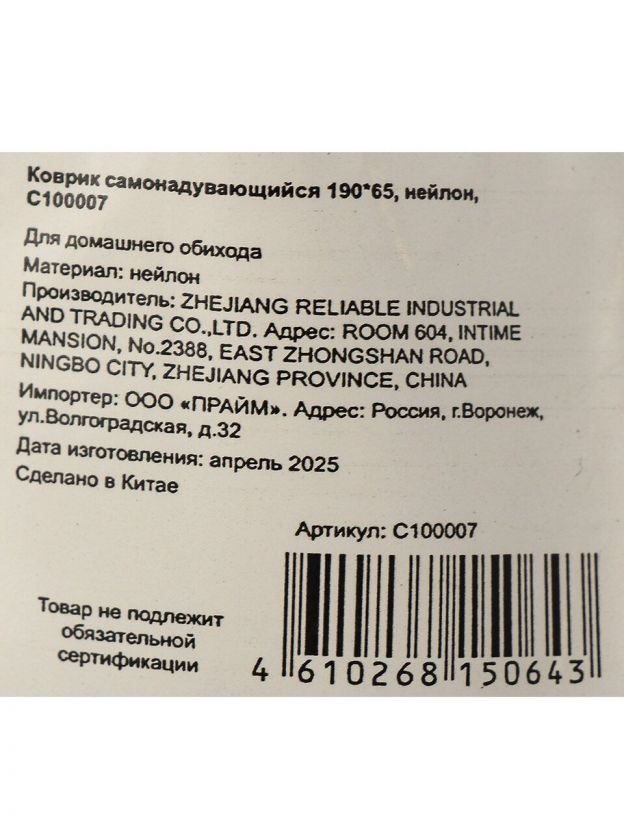 Коврик самонадувающийся 190*65, нейлон,
С100007
Для домашнего обихода
Материал: нейлон
Производитель: ZHEJIANG RELIABLE INDUSTRIAL
AND TRADING CO.,LTD. Адрес: ROOM 604, INTIME
MANSION, No.2388, EAST ZHONGSHAN ROAD,
NINGBO CITY, ZHEJIANG PROVINCE, CHINA
Импортер: ООО «ПРАЙМ». Адрес: Россия, г.Воронеж,
ул.Волгоградская, д.32
Дата изготовления: апрель 2025
Сделано в Китае
Артикул: С100007
Товар не подлежит
обязательной
сертификации
4 610268 150643